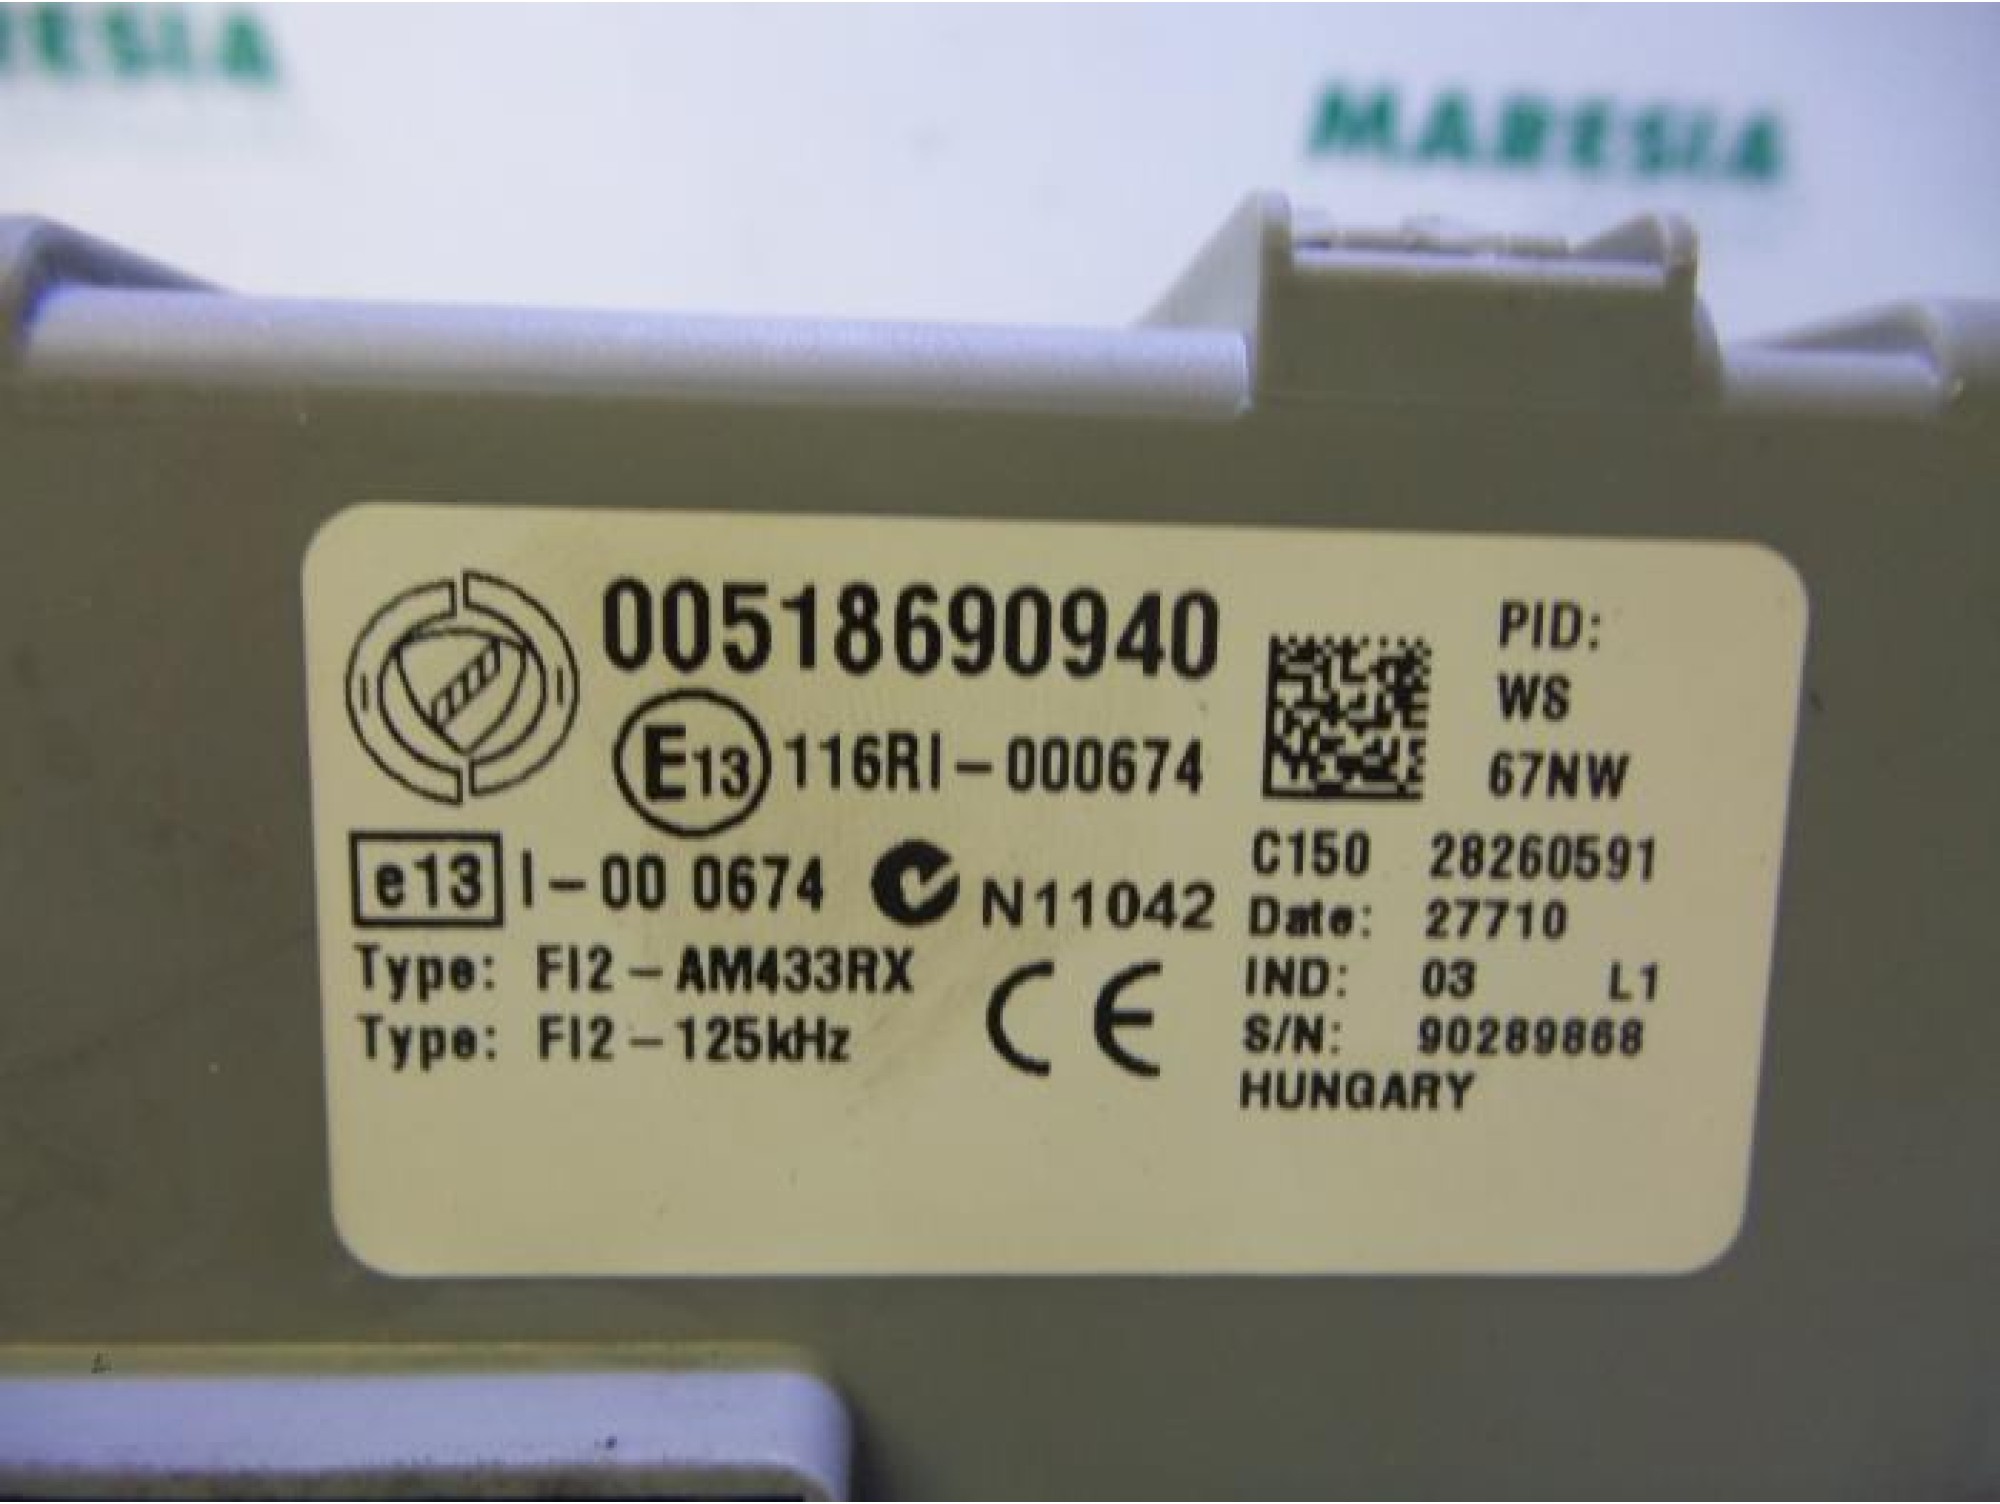 MARESIA
00518690940
E13 116RI-000674
e13 I-00 0674 N11042
Type: FI2-AM433RX
Type: FI2-125kHz
CE
PID:
WS
67NW
C150 28260591
Date: 27710
IND: 03 L1
S/N: 90289868
HUNGARY